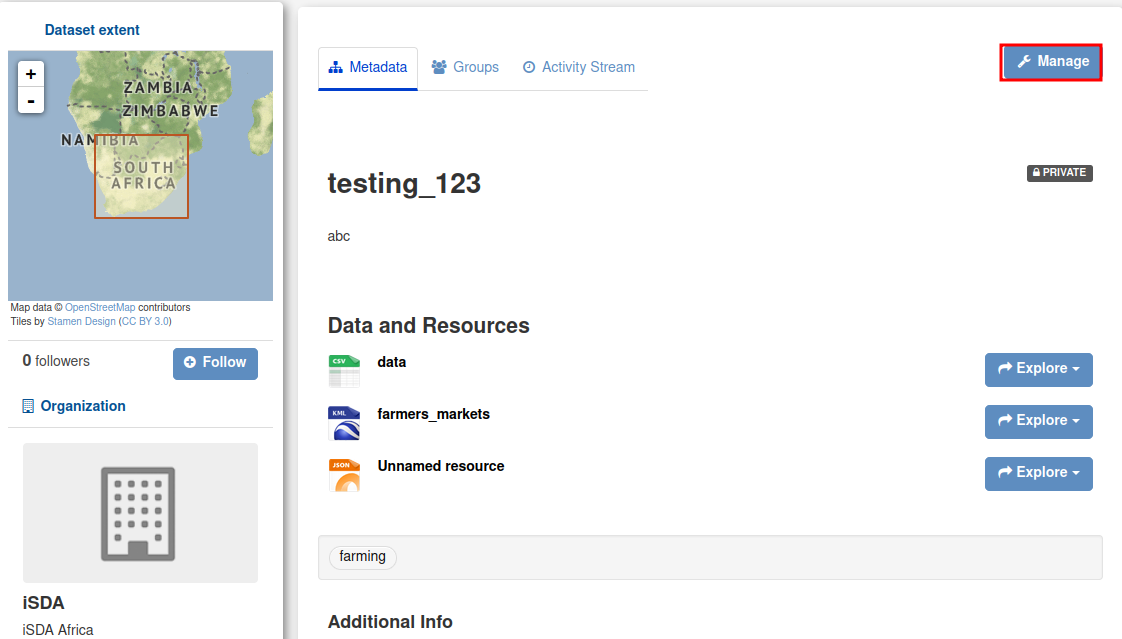 Dataset extent
+
-
ZAMBIA
ZIMBABWE
NAMIBIA
SOUTH
AFRICA
Map data © OpenStreetMap contributors
Tiles by Stamen Design (CC BY 3.0)
0 followers
Follow
Organization
iSDA
iSDA Africa
Metadata
Groups
Activity Stream
Manage
testing_123
PRIVATE
abc
Data and Resources
CSV
data
Explore
KML
farmers_markets
Explore
JSON
Unnamed resource
Explore
farming
Additional Info